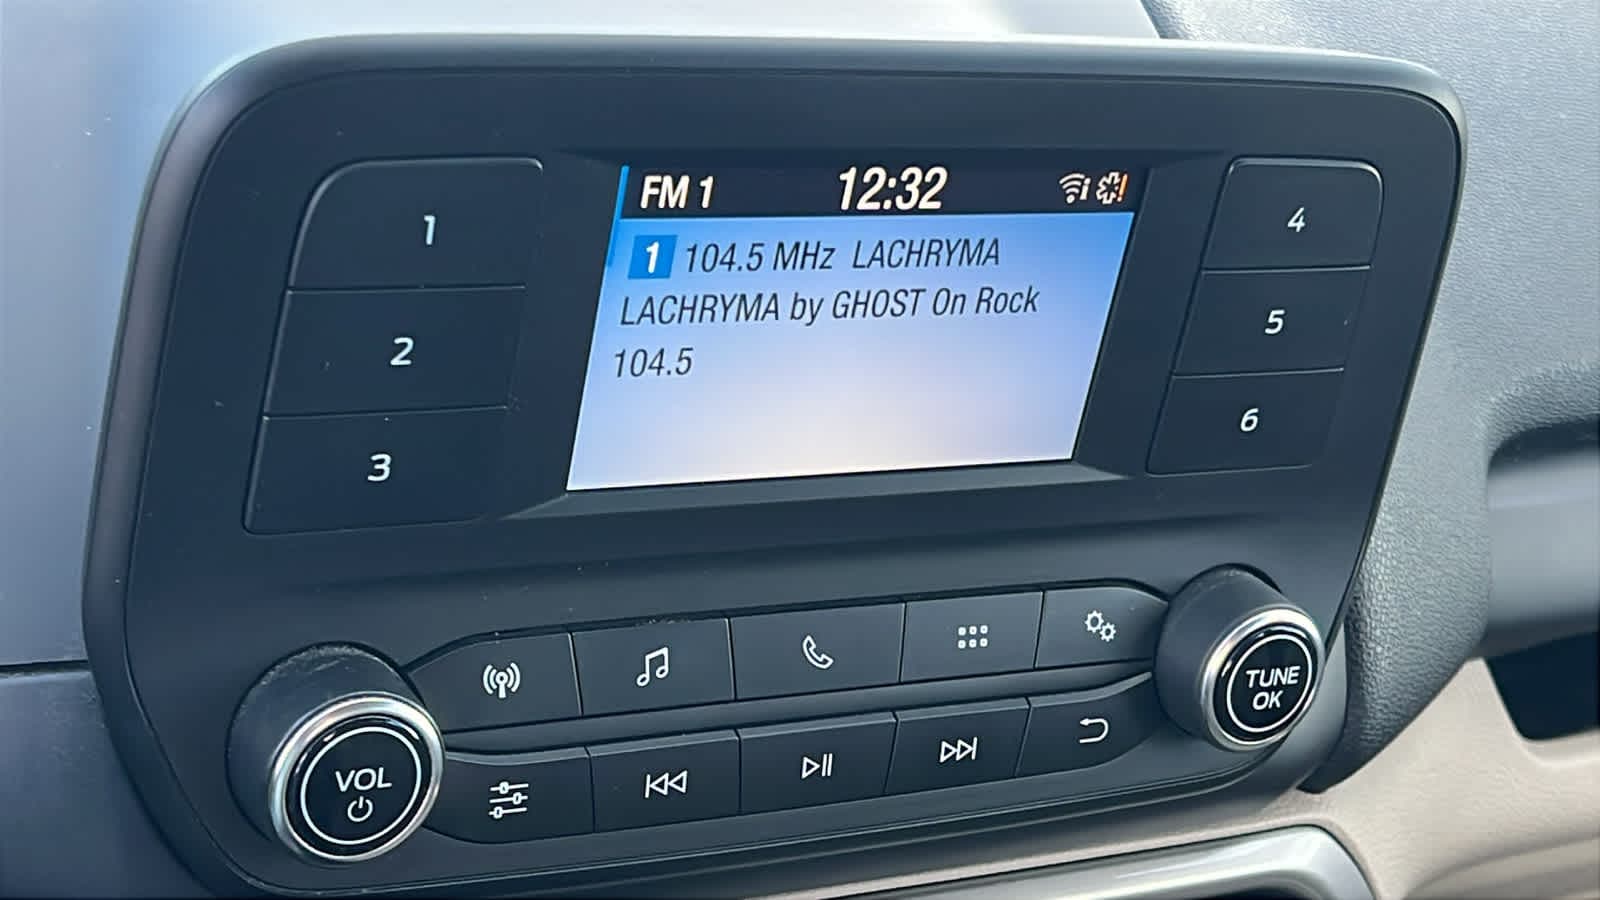 FM 1 12:32
1 104.5 MHz LACHRYMA
LACHRYMA by GHOST On Rock
104.5
1
2
3
4
5
6
VOL
TUNE
OK